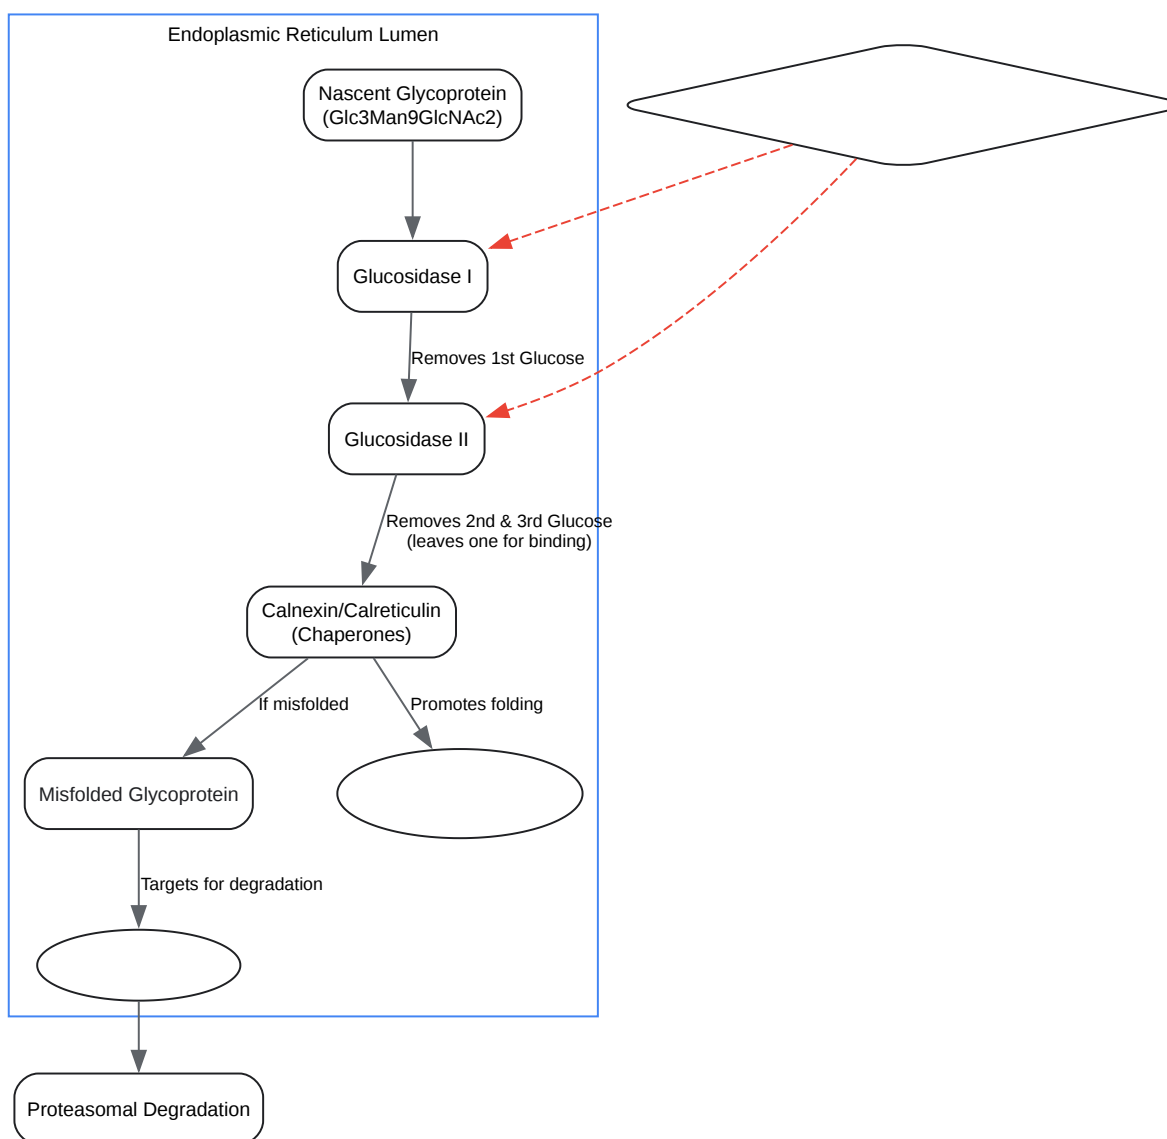 Endoplasmic Reticulum Lumen
Nascent Glycoprotein
(Glc3Man9GlcNAc2)
Glucosidase I
Removes 1st Glucose
Glucosidase II
Removes 2nd & 3rd Glucose
(leaves one for binding)
Calnexin/Calreticulin
(Chaperones)
If misfolded
Promotes folding
Misfolded Glycoprotein
Targets for degradation
Proteasomal Degradation